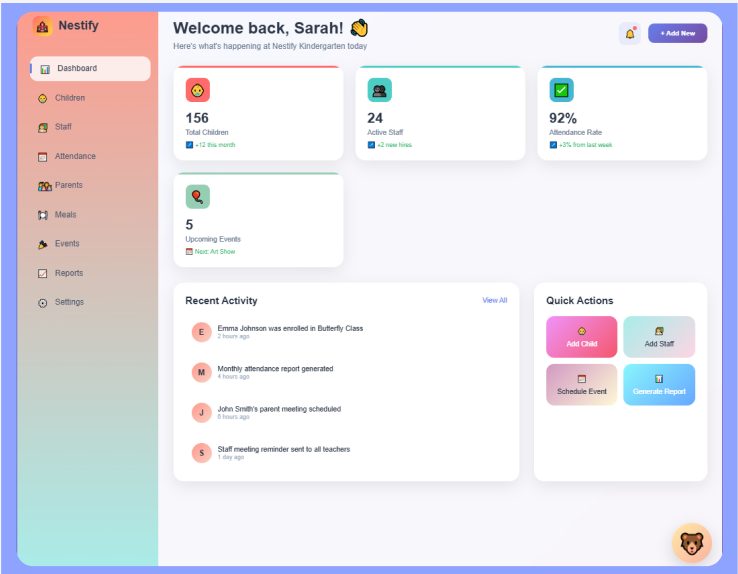 Nestify
Dashboard
Children
Staff
Attendance
Parents
Meals
Events
Reports
Settings
Welcome back, Sarah!
Here's what's happening at Nestify Kindergarten today
+ Add New
156
Total Children
+12 this month
24
Active Staff
+2 new hires
92%
Attendance Rate
+3% from last week
5
Upcoming Events
Next: Art Show
Recent Activity
View All
E
Emma Johnson was enrolled in Butterfly Class
2 hours ago
M
Monthly attendance report generated
4 hours ago
J
John Smith's parent meeting scheduled
6 hours ago
S
Staff meeting reminder sent to all teachers
1 day ago
Quick Actions
Add Child
Add Staff
Schedule Event
Generate Report